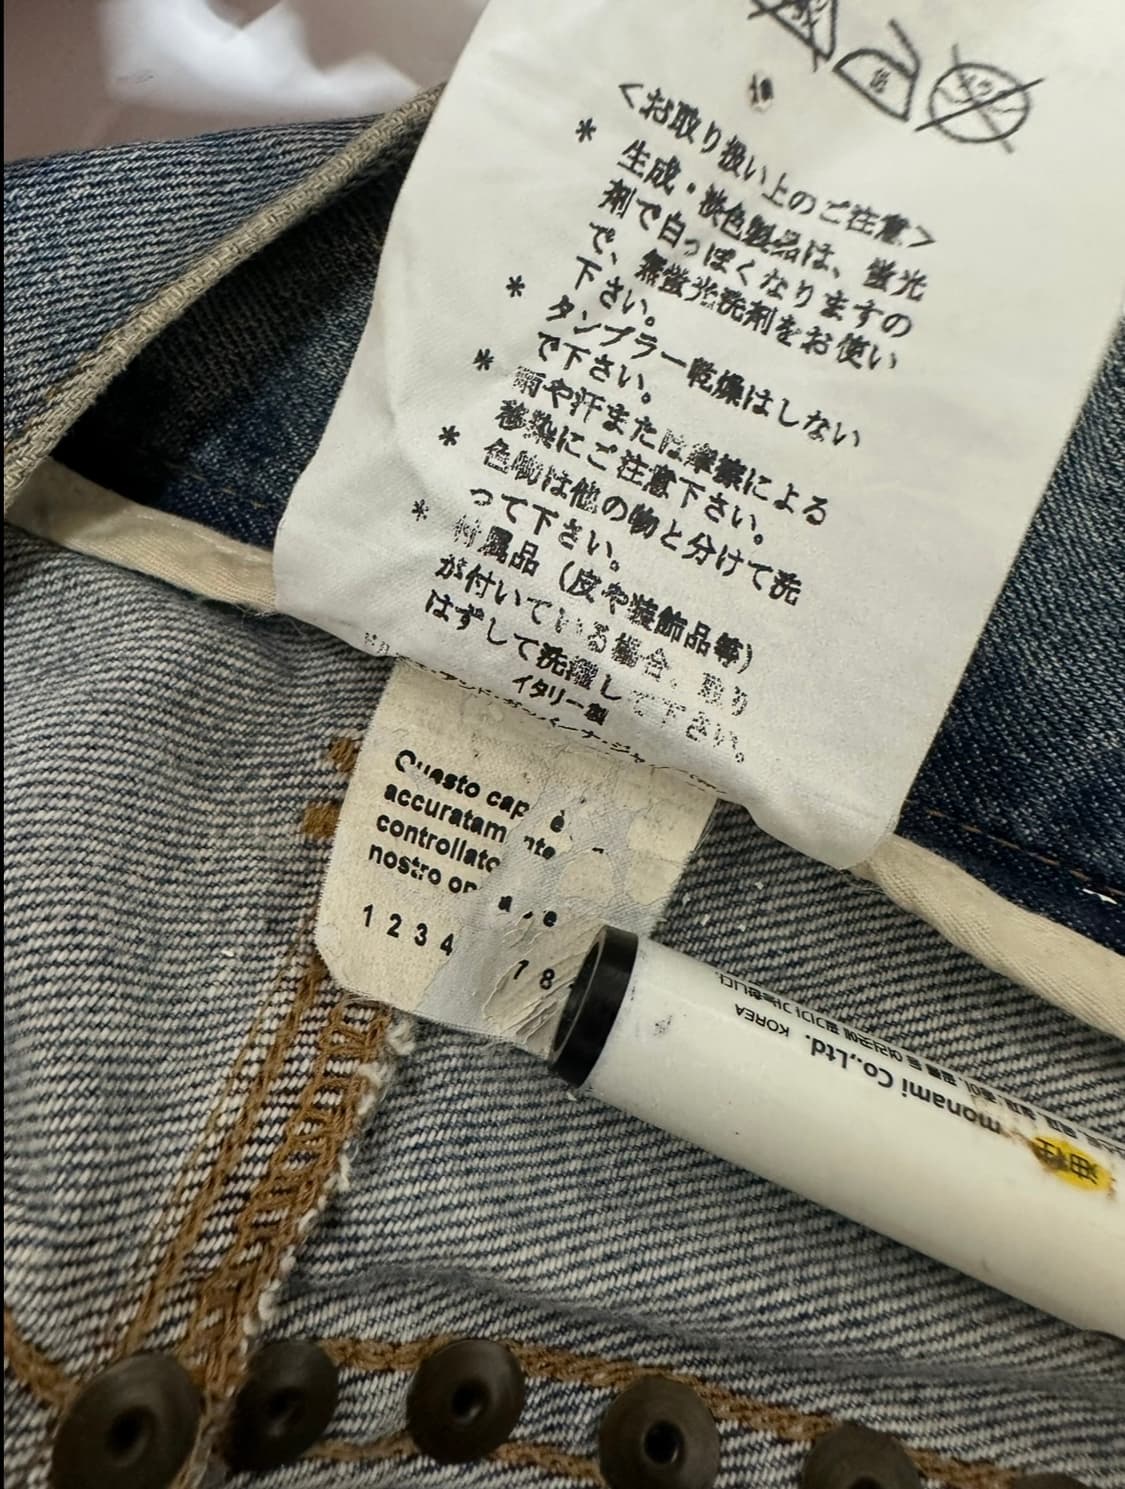 <お取り扱い上のご注意>
* 生成・淡色製品は、蛍光
剤で白っぽくなりますの
で、無蛍光洗剤をお使い
下さい。
* タンブラー乾燥はしない
で下さい。
* 雨や汗または摩擦による
移染にご注意下さい。
* 色物は他の物と分けて洗
って下さい。
* 付属品(皮や装飾品等)
が付いている場合、取り
はずして洗濯して下さい。
イタリー製
Questo cap
accuratam nte
controllato
nostro
1 2 3 4 7 8
monami Co.,Ltd. KOREA